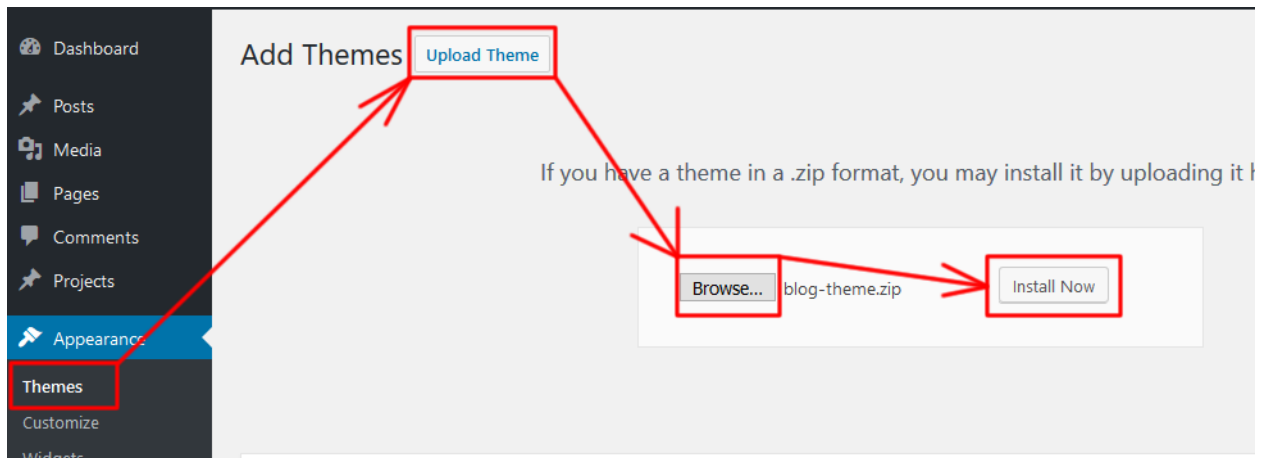 Dashboard
Posts
Media
Pages
Comments
Projects
Appearance
Themes
Customize
Widgets
Add Themes Upload Theme
If you have a theme in a .zip format, you may install it by uploading it
Browse... blog-theme.zip Install Now